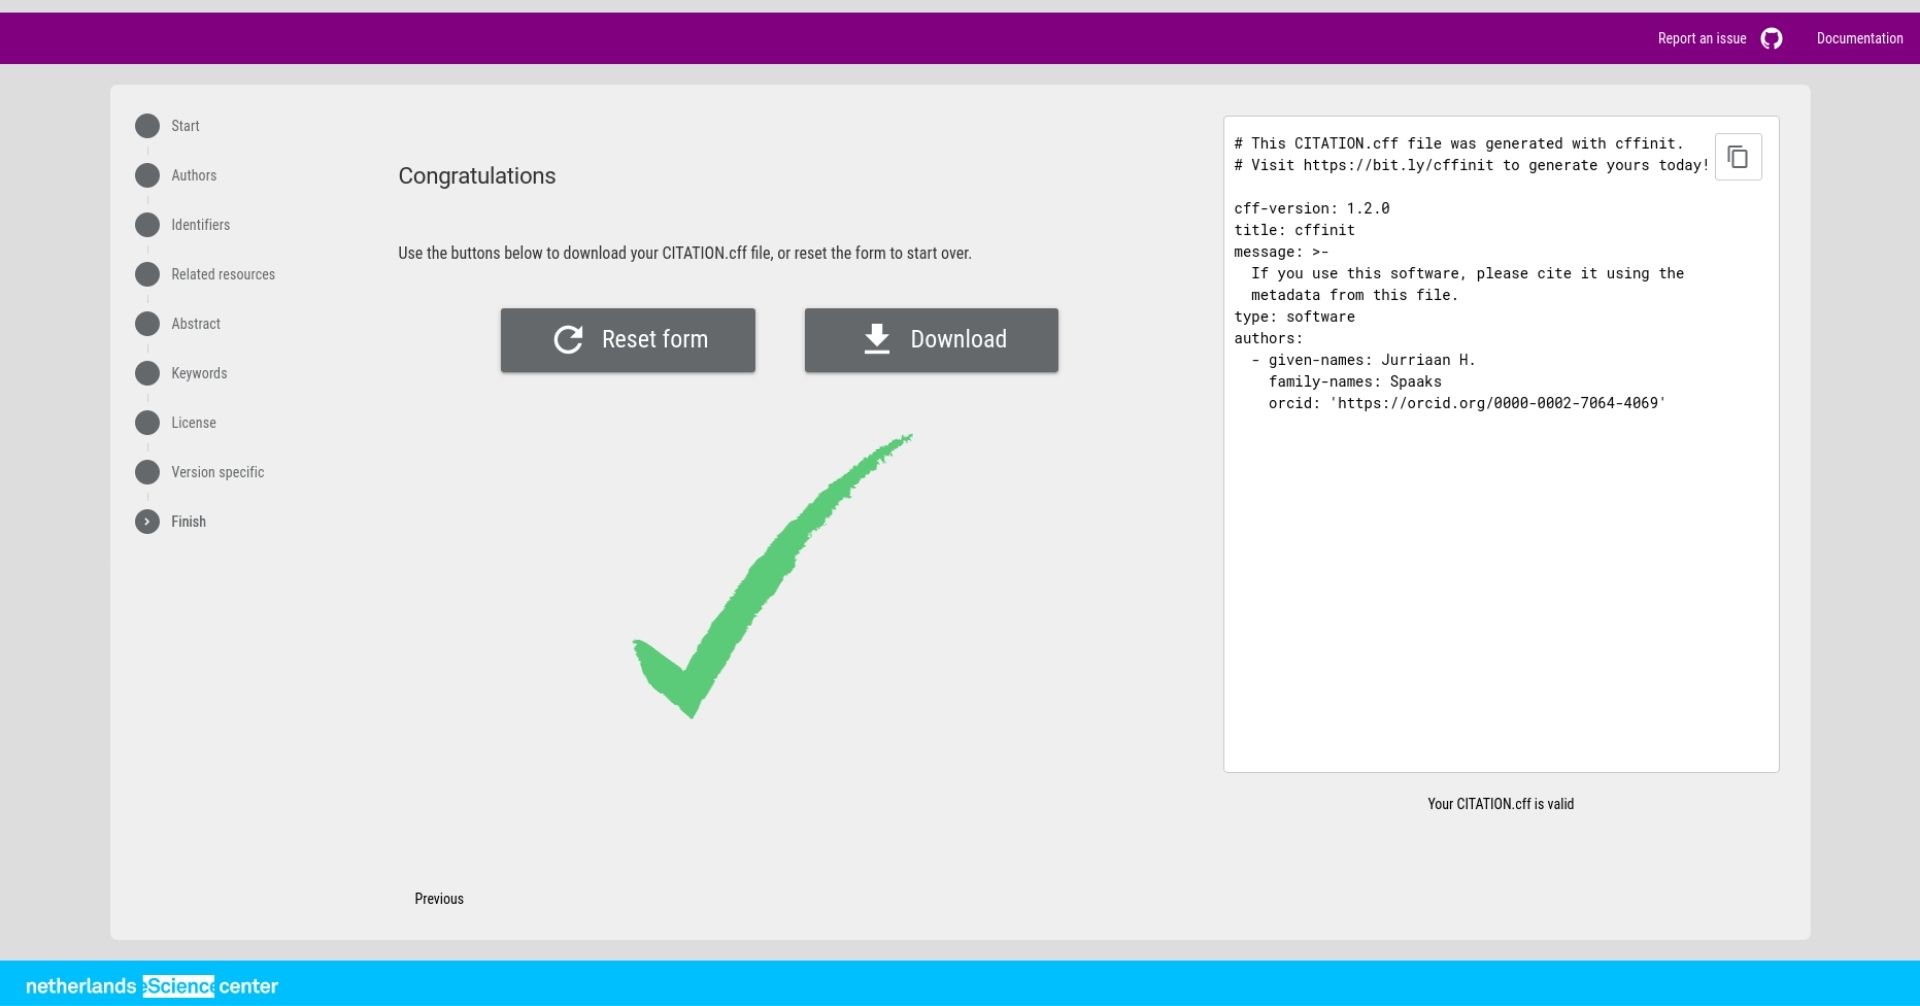 Report an issue
Documentation
Start
Authors
Identifiers
Related resources
Abstract
Keywords
License
Version specific
Finish
Congratulations
Use the buttons below to download your CITATION.cff file, or reset the form to start over.
Reset form
Download
Previous
# This CITATION.cff file was generated with cffinit.
# Visit https://bit.ly/cffinit to generate yours today!
cff-version: 1.2.0
title: cffinit
message: >-
  If you use this software, please cite it using the
  metadata from this file.
type: software
authors:
  - given-names: Jurriaan H.
    family-names: Spaaks
    orcid: 'https://orcid.org/0000-0002-7064-4069'
Your CITATION.cff is valid
netherlands eScience center